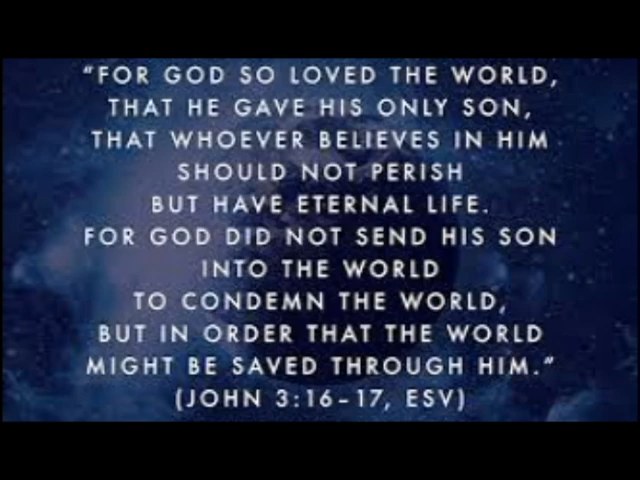 “FOR GOD SO LOVED THE WORLD,
THAT HE GAVE HIS ONLY SON,
THAT WHOEVER BELIEVES IN HIM
SHOULD NOT PERISH
BUT HAVE ETERNAL LIFE.
FOR GOD DID NOT SEND HIS SON
INTO THE WORLD
TO CONDEMN THE WORLD,
BUT IN ORDER THAT THE WORLD
MIGHT BE SAVED THROUGH HIM.”
(JOHN 3:16–17, ESV)